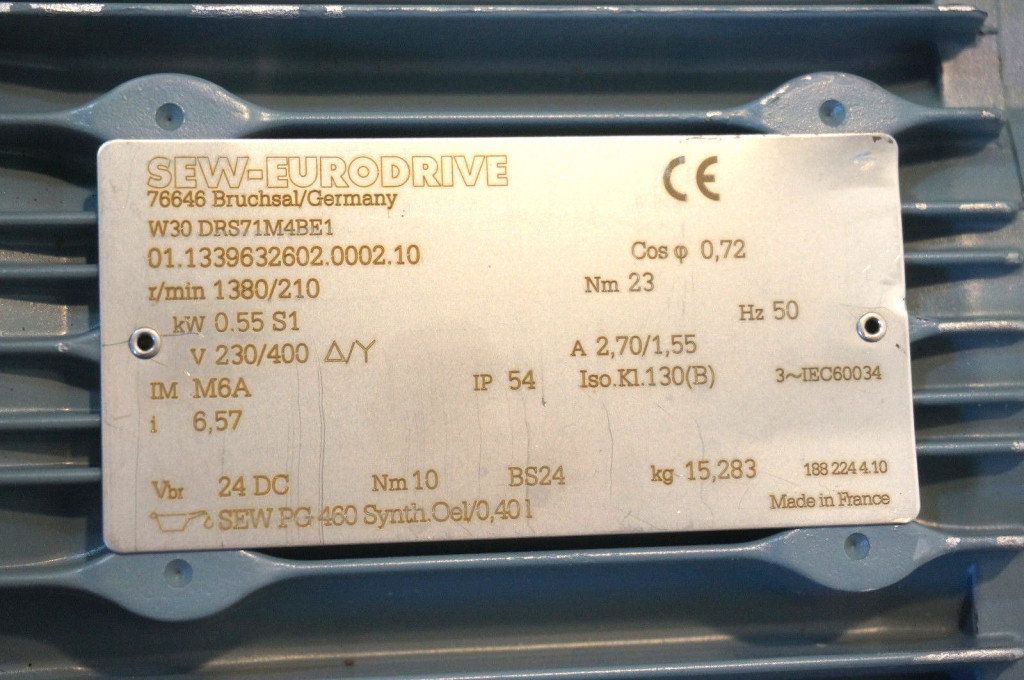 SEW-EURODRIVE CE
76646 Bruchsal/Germany
W30 DRS71M4BE1
01.1339632602.0002.10 Cos φ 0,72
r/min 1380/210 Nm 23
kW 0.55 S1 Hz 50
V 230/400 △/Y A 2,70/1,55
IM M6A IP 54 Iso.Kl.130(B) 3~IEC60034
i 6,57
Vbr 24 DC Nm 10 BS24 kg 15,283 188 224 4.10
SEW PG 460 Synth.Oel/0,40 l Made in France